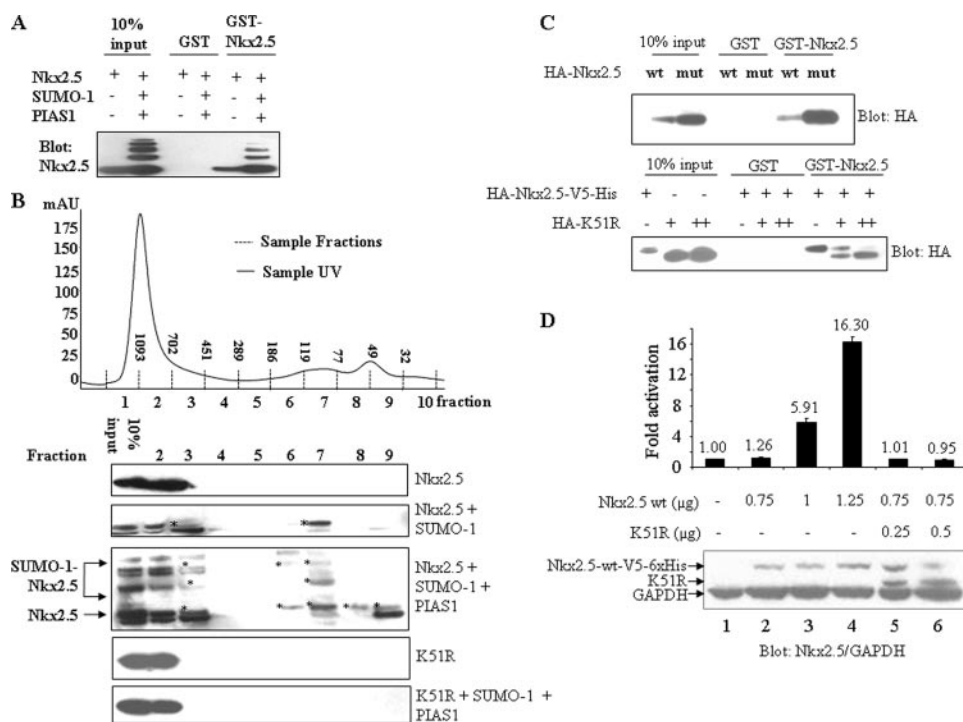 A
10% input
GST
GST-Nkx2.5
Nkx2.5 + + + + + +
SUMO-1 - + - + - +
PIAS1 - + - + - +
Blot: Nkx2.5
B
mAU
175
150
125
100
75
50
25
0
Sample Fractions
Sample UV
1093 702 451 289 186 119 77 49 32
1 2 3 4 5 6 7 8 9 10 fraction
10% input
Fraction 2 3 4 5 6 7 8 9
Nkx2.5
* *
Nkx2.5 + SUMO-1
SUMO-1-Nkx2.5
Nkx2.5
* * * * * * * * * *
Nkx2.5 + SUMO-1 + PIAS1
K51R
K51R + SUMO-1 + PIAS1
C
10% input GST GST-Nkx2.5
HA-Nkx2.5 wt mut wt mut wt mut
Blot: HA
10% input GST GST-Nkx2.5
HA-Nkx2.5-V5-His + - - + + + + + +
HA-K51R - + ++ - + ++ - + ++
Blot: HA
D
Fold activation
16
12
8
4
0
1.00 1.26 5.91 16.30 1.01 0.95
Nkx2.5 wt (µg) - 0.75 1 1.25 0.75 0.75
K51R (µg) 0.25 0.5
Nkx2.5-wt-V5-6xHis
K51R
GAPDH
1 2 3 4 5 6
Blot: Nkx2.5/GAPDH